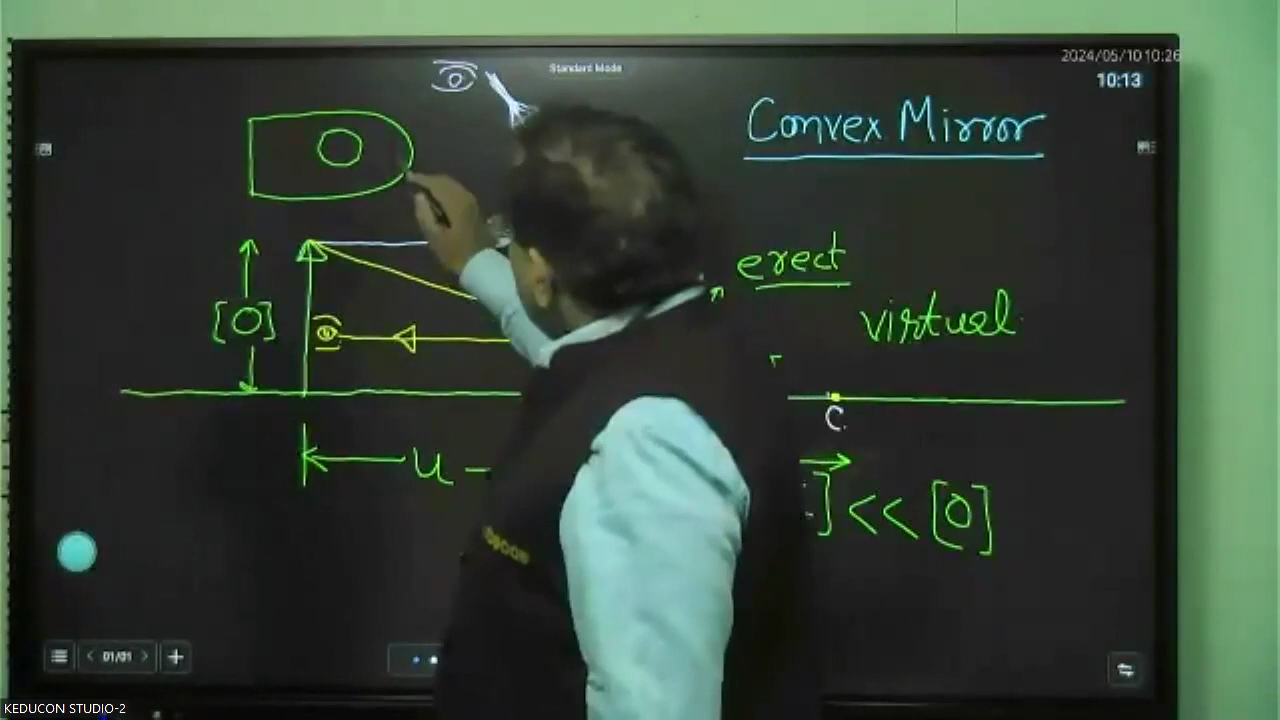 2024/05/10 10:26
Standard Mode
10:13
Convex Mirror
erect
[O]
virtual
C
u
] << [O]
01/01
KEDUCON STUDIO-2